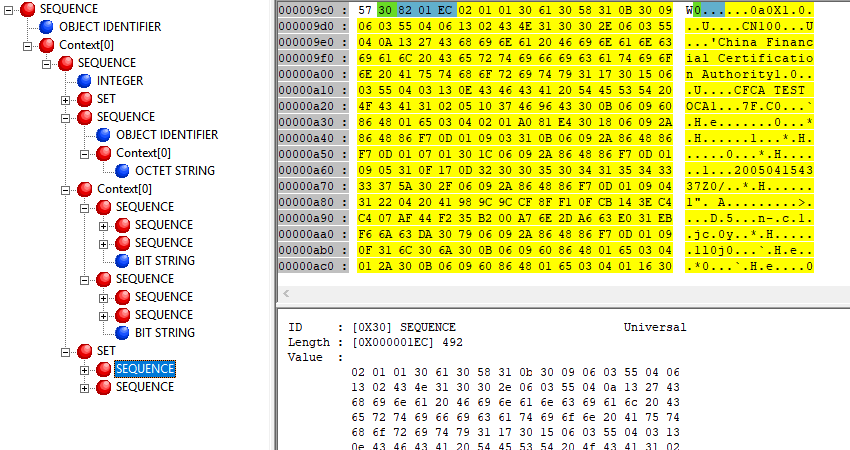 SEQUENCE
OBJECT IDENTIFIER
Context[0]
SEQUENCE
INTEGER
SET
SEQUENCE
OBJECT IDENTIFIER
Context[0]
OCTET STRING
Context[0]
SEQUENCE
SEQUENCE
SEQUENCE
BIT STRING
SEQUENCE
SEQUENCE
SEQUENCE
BIT STRING
SET
SEQUENCE
SEQUENCE
000009c0 : 57 30 82 01 EC 02 01 01 30 61 30 58 31 0B 30 09 W0......0a0X1.0.
000009d0 : 06 03 55 04 06 13 02 43 4E 31 30 30 2E 06 03 55 ..U....CN100...U
000009e0 : 04 0A 13 27 43 68 69 6E 61 20 46 69 6E 61 6E 63 ...'China Financ
000009f0 : 69 61 6C 20 43 65 72 74 69 66 69 63 61 74 69 6F ial Certificatio
00000a00 : 6E 20 41 75 74 68 6F 72 69 74 79 31 17 30 15 06 n Authority1.0..
00000a10 : 03 55 04 03 13 0E 43 46 43 41 20 54 45 53 54 20 .U....CFCA TEST
00000a20 : 4F 43 41 31 02 05 10 37 46 96 43 30 0B 06 09 60 OCA1...7F.C0...`
00000a30 : 86 48 01 65 03 04 02 01 A0 81 E4 30 18 06 09 2A .H.e.......0...*
00000a40 : 86 48 86 F7 0D 01 09 03 31 0B 06 09 2A 86 48 86 .H......1...*.H.
00000a50 : F7 0D 01 07 01 30 1C 06 09 2A 86 48 86 F7 0D 01 .....0...*.H....
00000a60 : 09 05 31 0F 17 0D 32 30 30 35 30 34 31 35 34 33 ..1...2005041543
00000a70 : 33 37 5A 30 2F 06 09 2A 86 48 86 F7 0D 01 09 04 37Z0/..*.H......
00000a80 : 31 22 04 20 41 98 9C 9C CF 8F F1 0F CB 14 3E C4 1". A.........>.
00000a90 : C4 07 AF 44 F2 35 B2 00 A7 6E 2D A6 63 E0 31 EB ...D.5...n-.c.1.
00000aa0 : F6 6A 63 DA 30 79 06 09 2A 86 48 86 F7 0D 01 09 .jc.0y..*.H.....
00000ab0 : 0F 31 6C 30 6A 30 0B 06 09 60 86 48 01 65 03 04 .1l0j0...`.H.e..
00000ac0 : 01 2A 30 0B 06 09 60 86 48 01 65 03 04 01 16 30 .*0...`.H.e....0
ID : [0X30] SEQUENCE Universal
Length : [0X000001EC] 492
Value :
02 01 01 30 61 30 58 31 0b 30 09 06 03 55 04 06
13 02 43 4e 31 30 30 2e 06 03 55 04 0a 13 27 43
68 69 6e 61 20 46 69 6e 61 6e 63 69 61 6c 20 43
65 72 74 69 66 69 63 61 74 69 6f 6e 20 41 75 74
68 6f 72 69 74 79 31 17 30 15 06 03 55 04 03 13
0e 43 46 43 41 20 54 45 53 54 20 4f 43 41 31 02